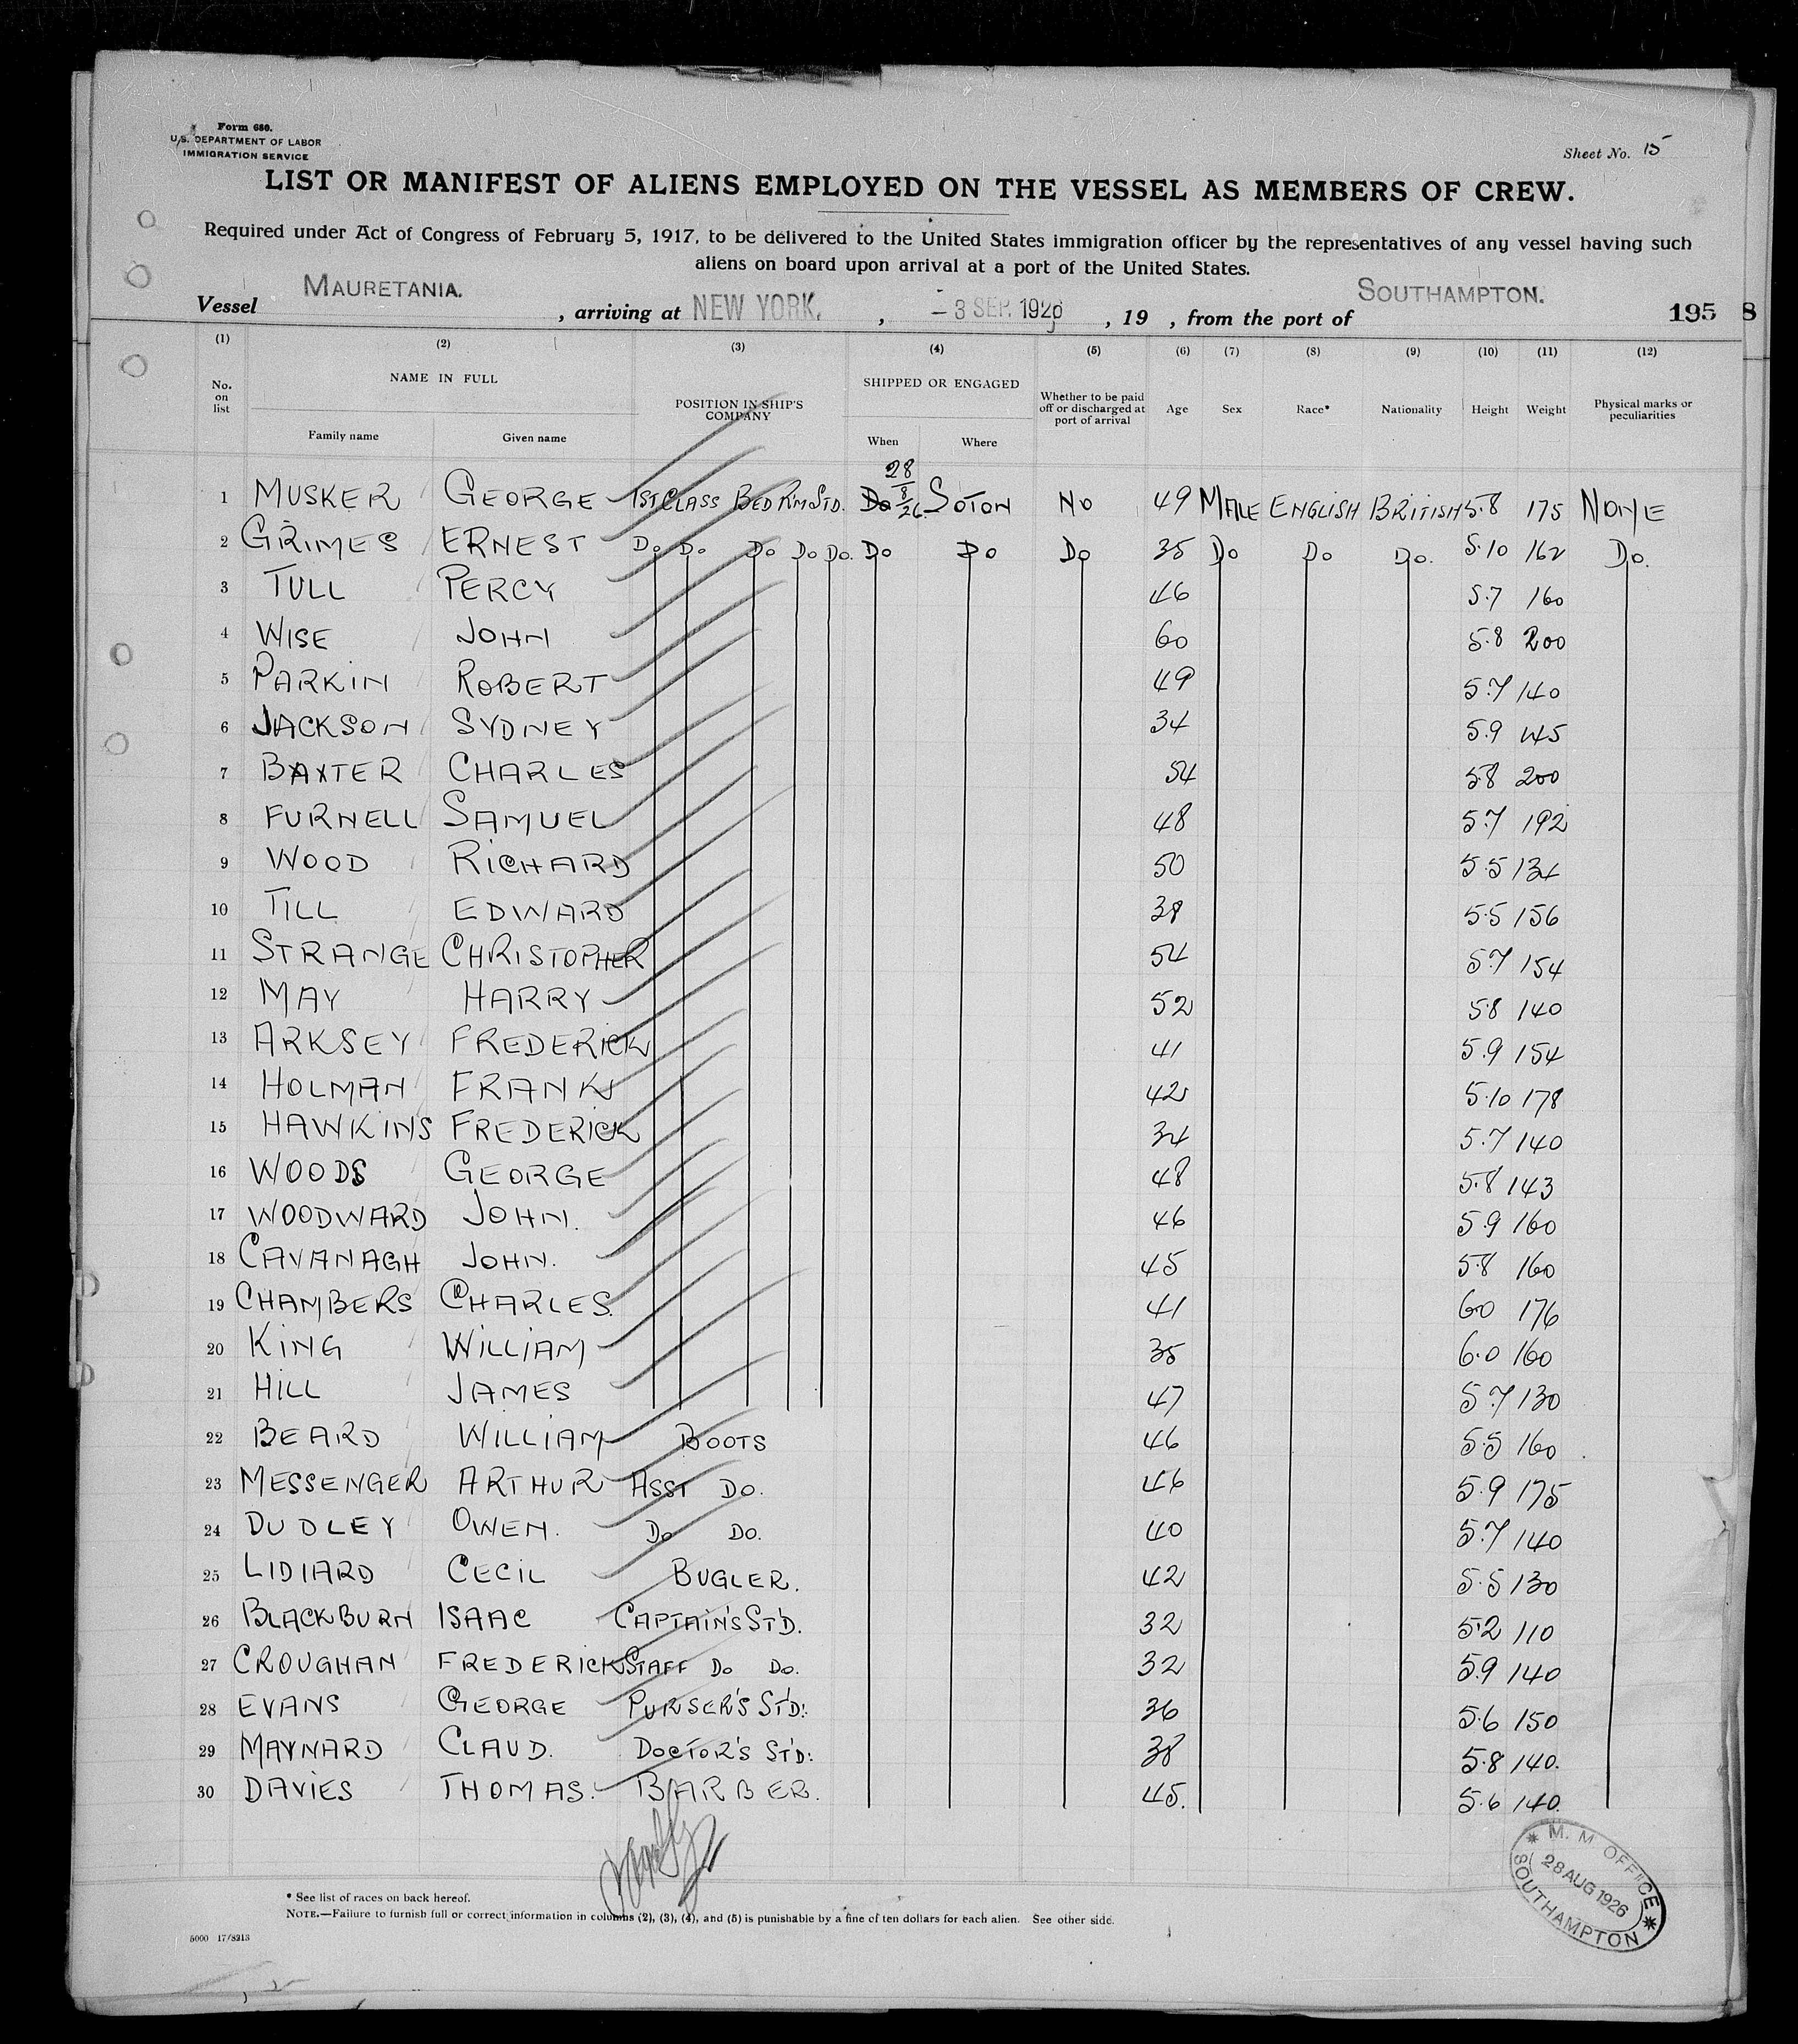 Form 680.
U.S. DEPARTMENT OF LABOR
IMMIGRATION SERVICE
Sheet No. 15
LIST OR MANIFEST OF ALIENS EMPLOYED ON THE VESSEL AS MEMBERS OF CREW.
Required under Act of Congress of February 5, 1917, to be delivered to the United States immigration officer by the representatives of any vessel having such
aliens on board upon arrival at a port of the United States.
Vessel MAURETANIA. , arriving at NEW YORK. , - 3 SEP. 1926 , 19 , from the port of SOUTHAMPTON. 195 8
(1) (2) (3) (4) (5) (6) (7) (8) (9) (10) (11) (12)
No. on list NAME IN FULL Family name Given name POSITION IN SHIP'S COMPANY SHIPPED OR ENGAGED When Where Whether to be paid off or discharged at port of arrival Age Sex Race* Nationality Height Weight Physical marks or peculiarities
1 MUSKER GEORGE 1ST CLASS BED R'M STD. Do 28/8/26. SOTON NO 49 MALE ENGLISH BRITISH 5.8 175 NONE
2 GRIMES ERNEST Do Do Do Do Do. Do Do Do 35 Do Do Do. 5.10 162 Do.
3 TULL PERCY 46 5.7 160
4 WISE JOHN 60 5.8 200
5 PARKIN ROBERT 49 5.7 140
6 JACKSON SYDNEY 34 5.9 145
7 BAXTER CHARLES 54 5.8 200
8 FURNELL SAMUEL 48 5.7 192
9 WOOD RICHARD 50 5.5 134
10 TILL EDWARD 38 5.5 156
11 STRANGE CHRISTOPHER 54 5.7 154
12 MAY HARRY 52 5.8 140
13 ARKSEY FREDERICK 41 5.9 154
14 HOLMAN FRANK 42 5.10 178
15 HAWKINS FREDERICK 34 5.7 140
16 WOODS GEORGE 48 5.8 143
17 WOODWARD JOHN. 46 5.9 160
18 CAVANAGH JOHN. 45 5.8 160
19 CHAMBERS CHARLES. 41 6.0 176
20 KING WILLIAM 35 6.0 160
21 HILL JAMES 47 5.7 130
22 BEARD WILLIAM BOOTS 46 5.5 160
23 MESSENGER ARTHUR ASST Do. 46 5.9 175
24 DUDLEY OWEN. Do Do. 40 5.7 140
25 LIDIARD CECIL BUGLER. 42 5.5 130
26 BLACKBURN ISAAC CAPTAIN'S ST'D. 32 5.2 110
27 CROUGHAN FREDERICK STAFF Do Do. 32 5.9 140
28 EVANS GEORGE PURSER'S ST'D: 36 5.6 150
29 MAYNARD CLAUD. DOCTOR'S ST'D: 38 5.8 140.
30 DAVIES THOMAS. BARBER. 45. 5.6 140.
* See list of races on back hereof.
NOTE.—Failure to furnish full or correct information in columns (2), (3), (4), and (5) is punishable by a fine of ten dollars for each alien. See other side.
5000 17/8213
M. M. OFFICE
28 AUG 1926
SOUTHAMPTON